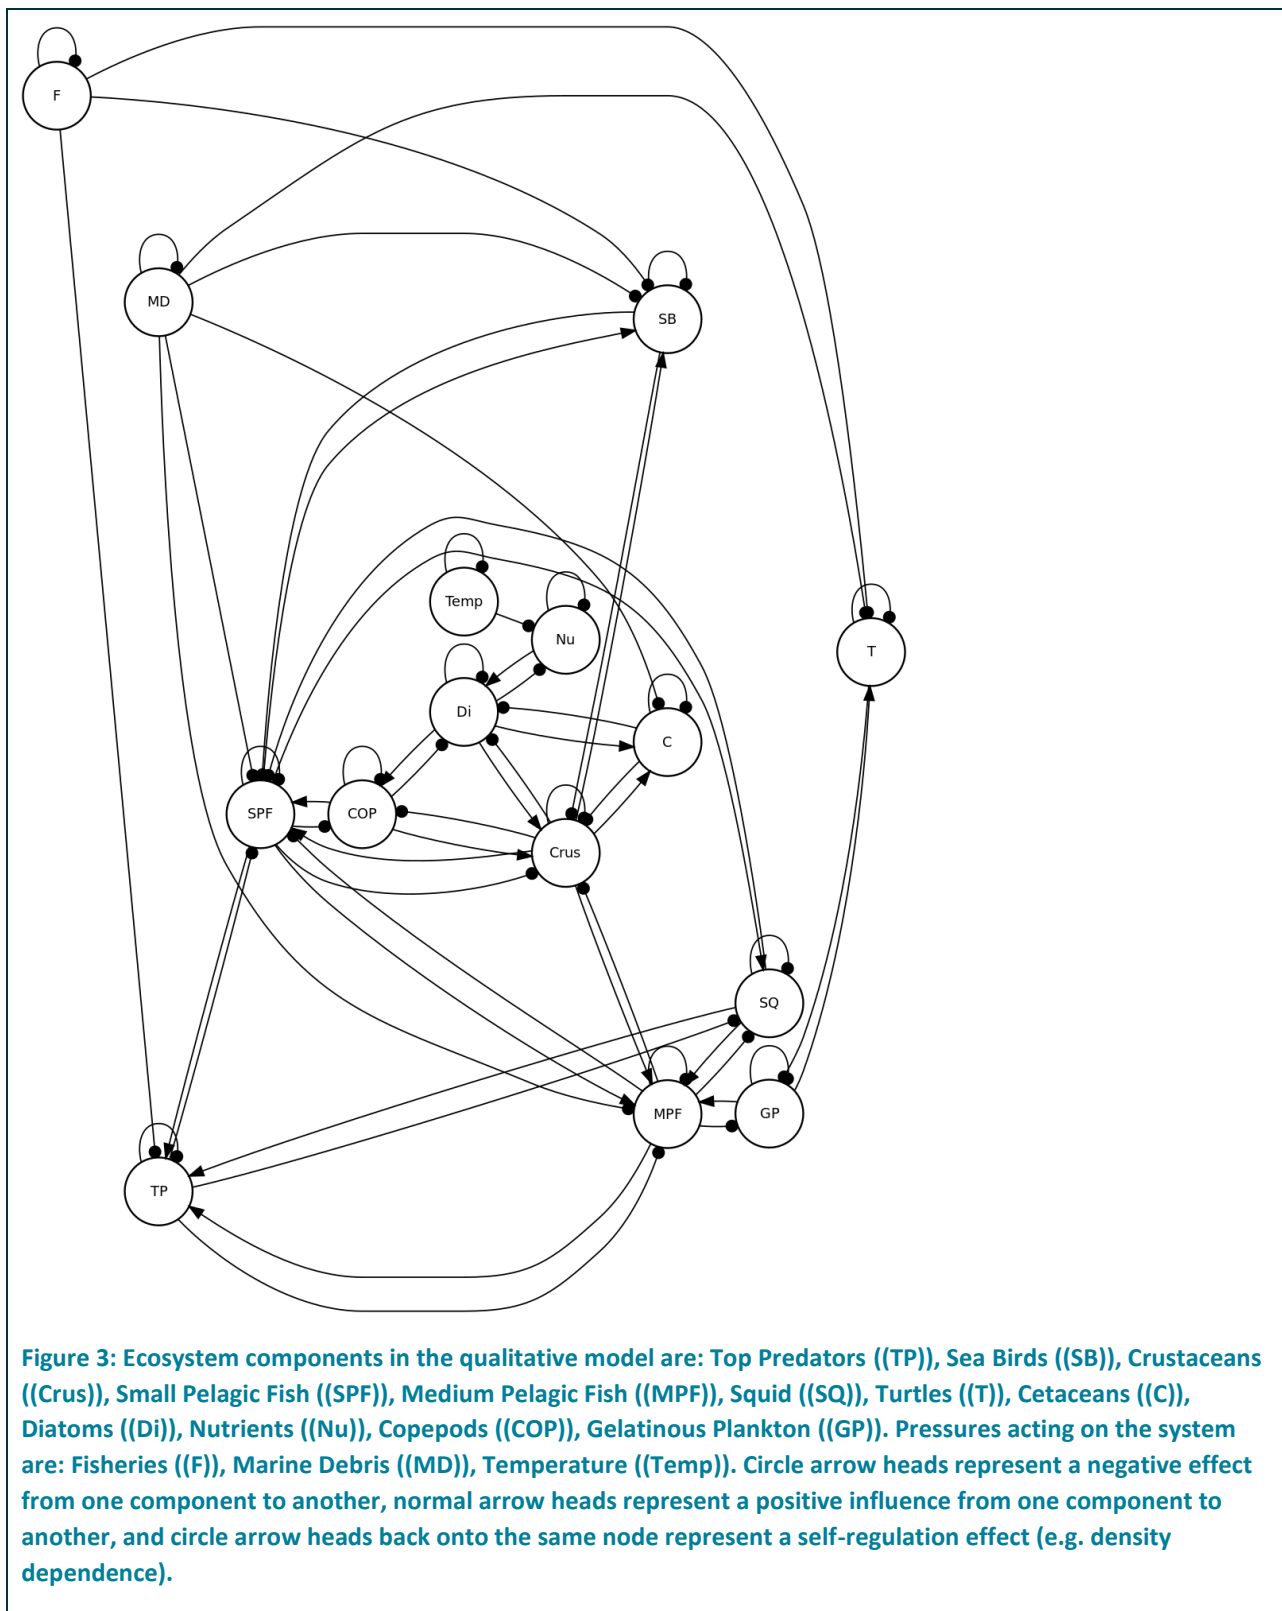 F
MD
SB
Temp
Nu
T
Di
C
SPF
COP
Crus
SQ
MPF
GP
TP
Figure 3: Ecosystem components in the qualitative model are: Top Predators ((TP)), Sea Birds ((SB)), Crustaceans
((Crus)), Small Pelagic Fish ((SPF)), Medium Pelagic Fish ((MPF)), Squid ((SQ)), Turtles ((T)), Cetaceans ((C)),
Diatoms ((Di)), Nutrients ((Nu)), Copepods ((COP)), Gelatinous Plankton ((GP)). Pressures acting on the system
are: Fisheries ((F)), Marine Debris ((MD)), Temperature ((Temp)). Circle arrow heads represent a negative effect
from one component to another, normal arrow heads represent a positive influence from one component to
another, and circle arrow heads back onto the same node represent a self-regulation effect (e.g. density
dependence).